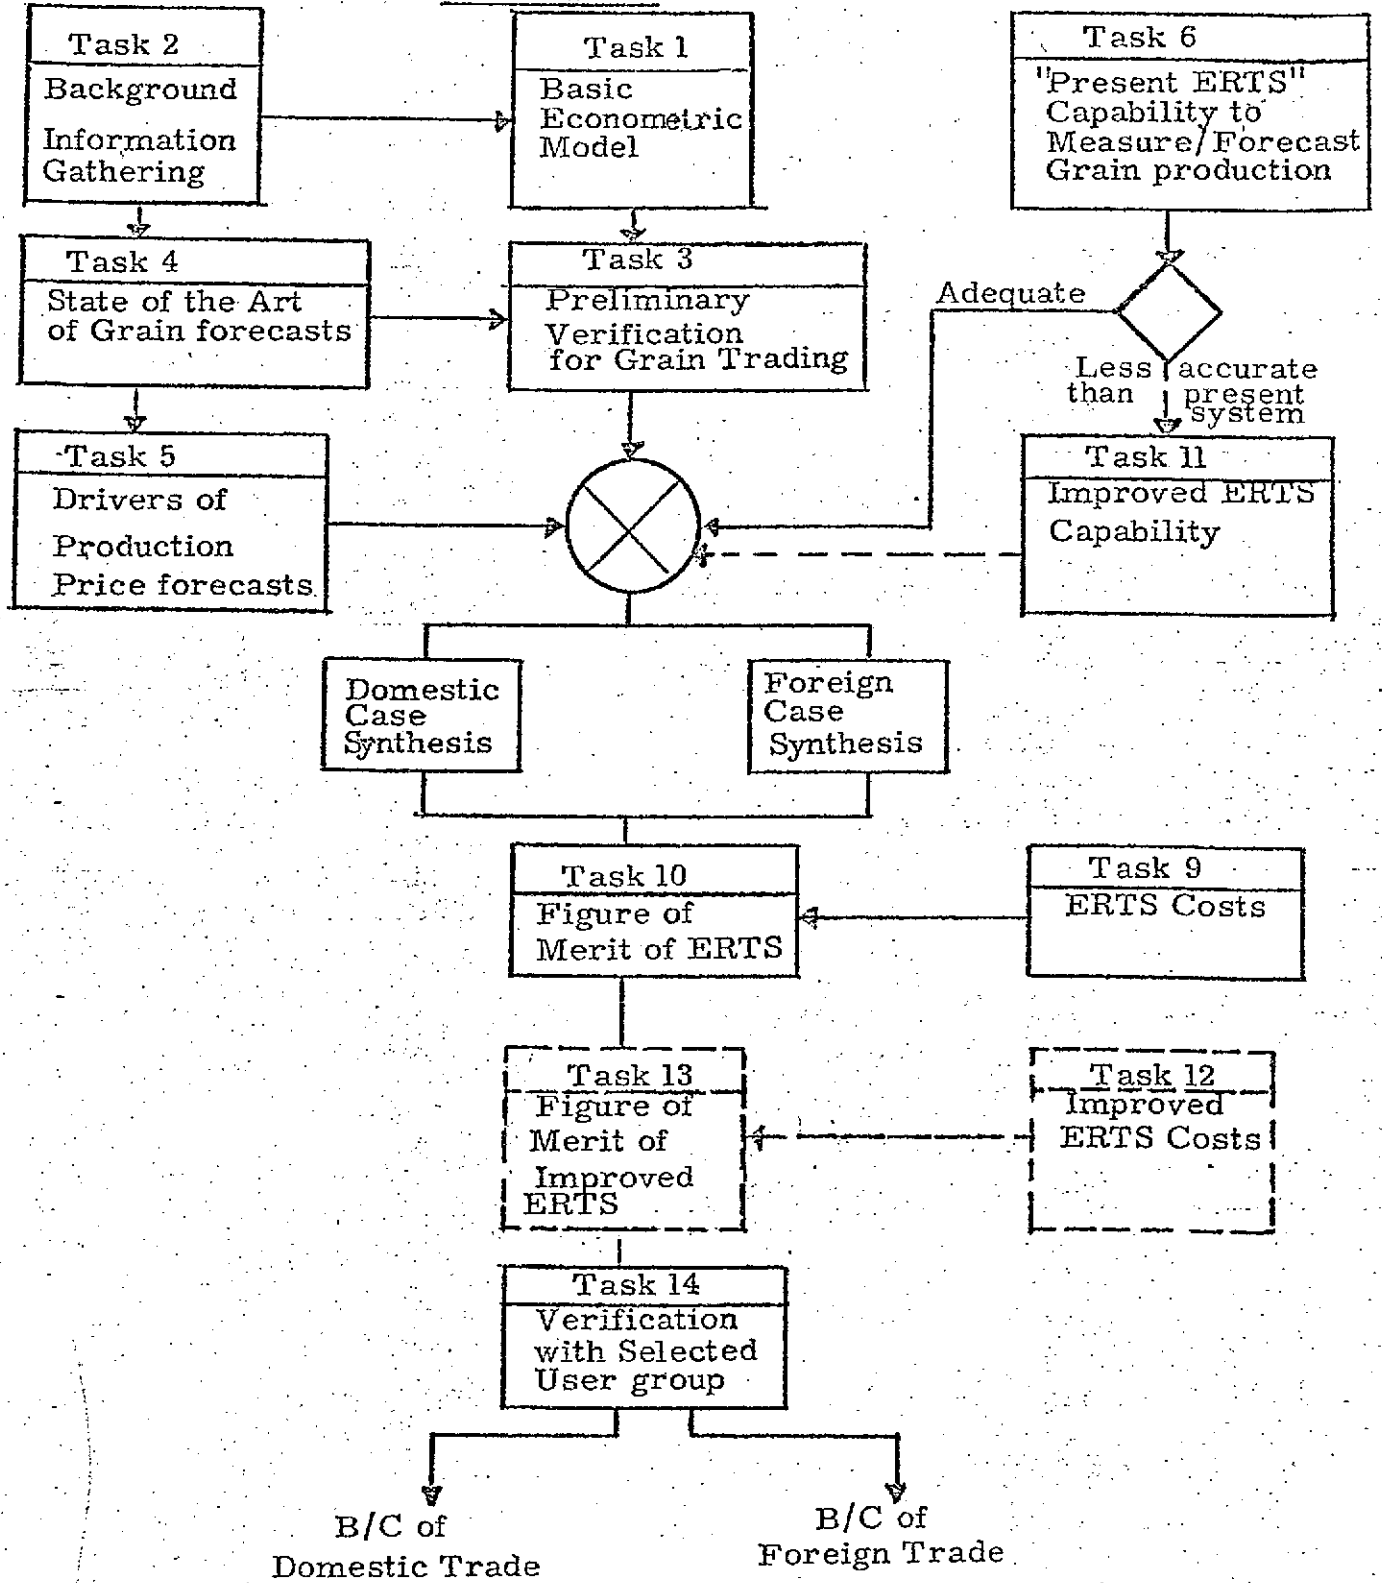 Task 2
Background
Information
Gathering
Task 1
Basic
Econometric
Model
Task 6
"Present ERTS"
Capability to
Measure/Forecast
Grain production
Task 4
State of the Art
of Grain forecasts
Task 3
Preliminary
Verification
for Grain Trading
Adequate
Less accurate
than present
system
Task 5
Drivers of
Production
Price forecasts
Task 11
Improved ERTS
Capability
Domestic
Case
Synthesis
Foreign
Case
Synthesis
Task 10
Figure of
Merit of ERTS
Task 9
ERTS Costs
Task 13
Figure of
Merit of
Improved
ERTS
Task 12
Improved
ERTS Costs
Task 14
Verification
with Selected
User group
B/C of
Domestic Trade
B/C of
Foreign Trade